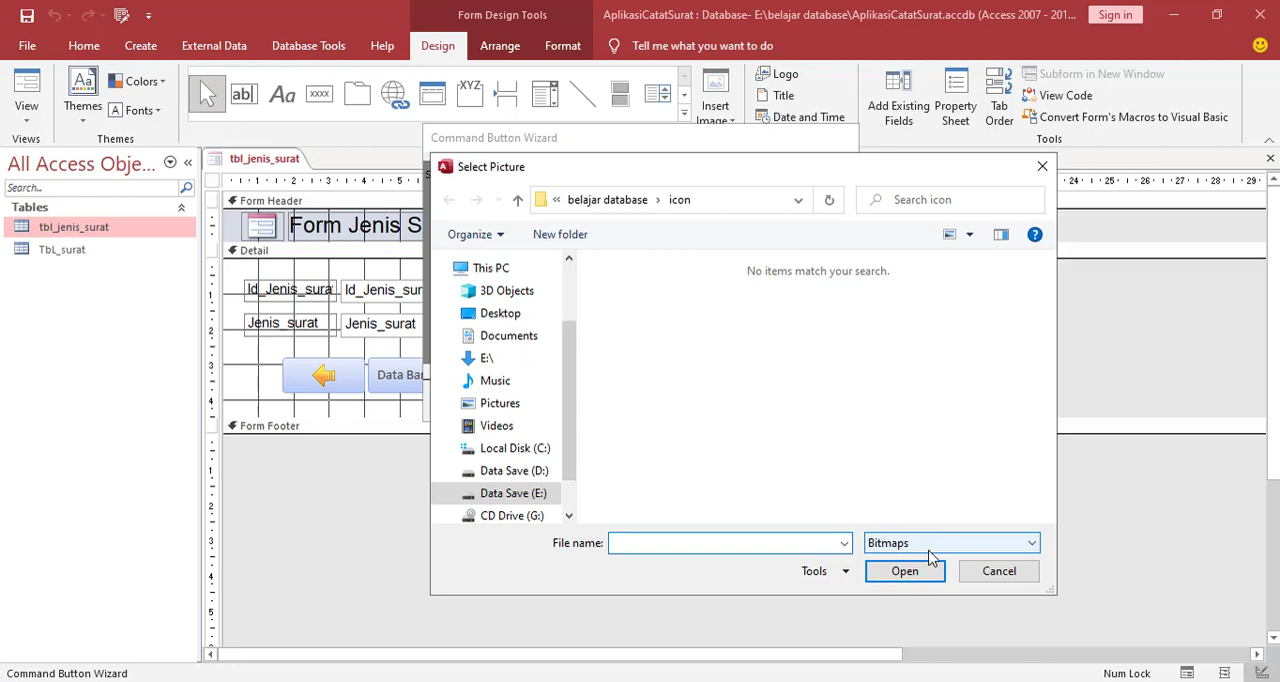 Form Design Tools
AplikasiCatatSurat : Database- E:\belajar database\AplikasiCatatSurat.accdb (Access 2007 - 201...
Sign in
File
Home
Create
External Data
Database Tools
Help
Design
Arrange
Format
Tell me what you want to do
View
Views
Themes
Colors
Fonts
Themes
ab|
Aa
xxxx
XYZ
Insert
Image
Logo
Title
Date and Time
Add Existing
Fields
Property
Sheet
Tab
Order
Subform in New Window
View Code
Convert Form's Macros to Visual Basic
Tools
All Access Obje...
Search...
Tables
tbl_jenis_surat
TbL_surat
tbl_jenis_surat
Form Header
Form Jenis S
Detail
Id_Jenis_surat
Id_Jenis_sur
Jenis_surat
Jenis_surat
Data Bar
Form Footer
Command Button Wizard
Select Picture
« belajar database › icon
Search icon
Organize
New folder
This PC
3D Objects
Desktop
Documents
E:\
Music
Pictures
Videos
Local Disk (C:)
Data Save (D:)
Data Save (E:)
CD Drive (G:)
No items match your search.
File name:
Bitmaps
Tools
Open
Cancel
Command Button Wizard
Num Lock